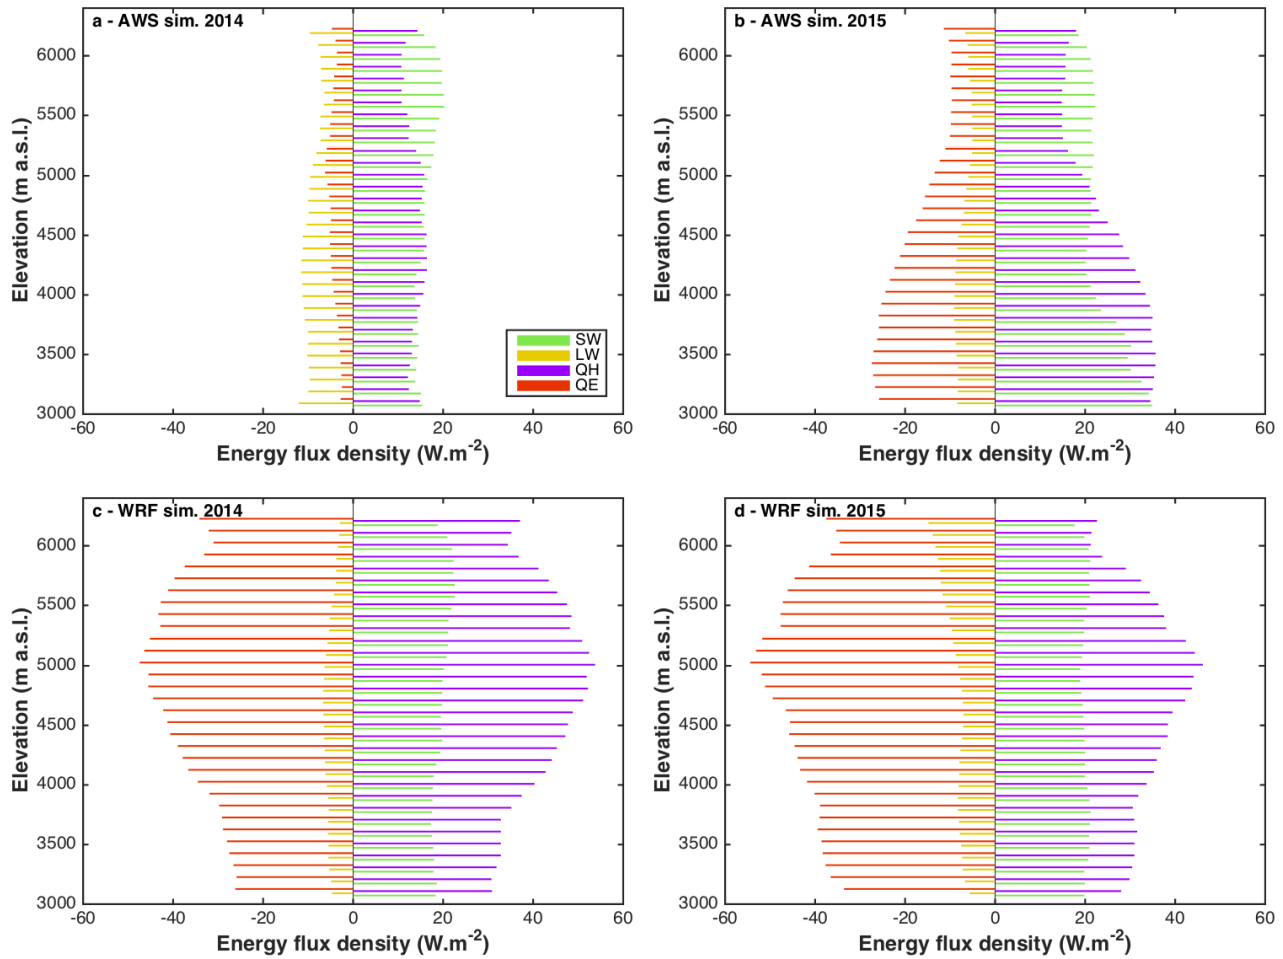 a - AWS sim. 2014
6000
5500
5000
4500
4000
3500
3000
Elevation (m a.s.l.)
-60 -40 -20 0 20 40 60
Energy flux density (W.m-2)
SW
LW
QH
QE
b - AWS sim. 2015
6000
5500
5000
4500
4000
3500
3000
Elevation (m a.s.l.)
-60 -40 -20 0 20 40 60
Energy flux density (W.m-2)
c - WRF sim. 2014
6000
5500
5000
4500
4000
3500
3000
Elevation (m a.s.l.)
-60 -40 -20 0 20 40 60
Energy flux density (W.m-2)
d - WRF sim. 2015
6000
5500
5000
4500
4000
3500
3000
Elevation (m a.s.l.)
-60 -40 -20 0 20 40 60
Energy flux density (W.m-2)